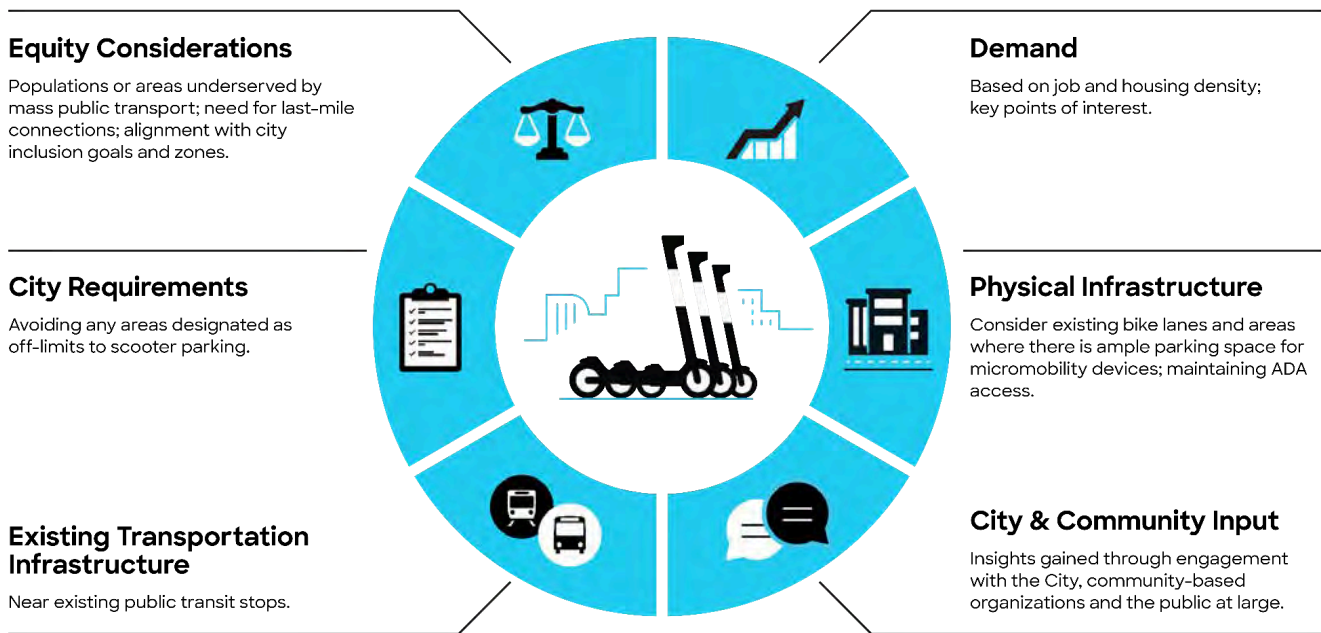 Equity Considerations
Populations or areas underserved by
mass public transport; need for last-mile
connections; alignment with city
inclusion goals and zones.
City Requirements
Avoiding any areas designated as
off-limits to scooter parking.
Existing Transportation
Infrastructure
Near existing public transit stops.
Demand
Based on job and housing density;
key points of interest.
Physical Infrastructure
Consider existing bike lanes and areas
where there is ample parking space for
micromobility devices; maintaining ADA
access.
City & Community Input
Insights gained through engagement
with the City, community-based
organizations and the public at large.